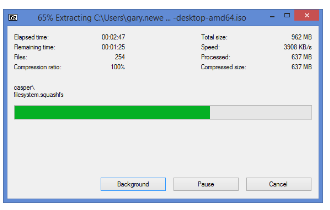 65% Extracting C:\Users\gary.newe ... -desktop-amd64.iso
Elapsed time: 00:02:47 Total size: 962 MB
Remaining time: 00:01:25 Speed: 3908 KB/s
Files: 254 Processed: 637 MB
Compression ratio: 100% Compressed size: 637 MB
casper\
filesystem.squashfs
Background Pause Cancel